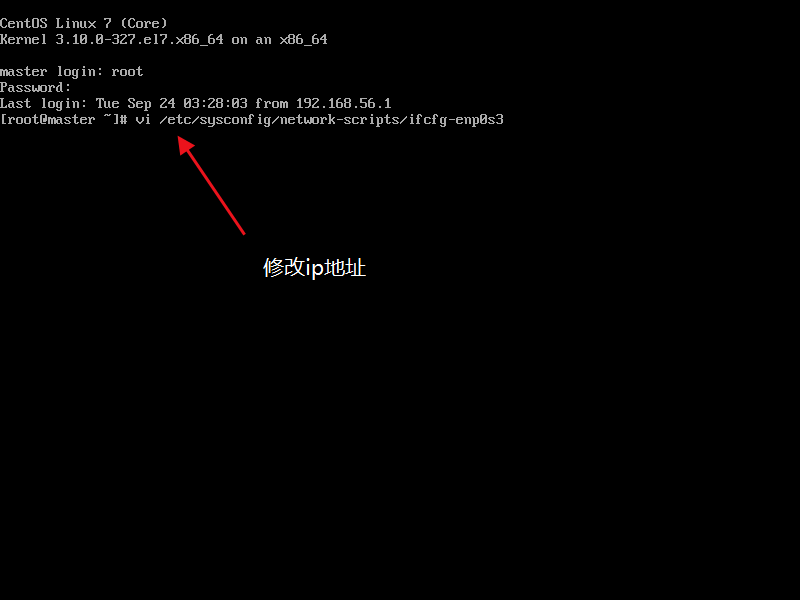 CentOS Linux 7 (Core)
Kernel 3.10.0-327.el7.x86_64 on an x86_64
master login: root
Password:
Last login: Tue Sep 24 03:28:03 from 192.168.56.1
[root@master ~]# vi /etc/sysconfig/network-scripts/ifcfg-enp0s3
修改ip地址